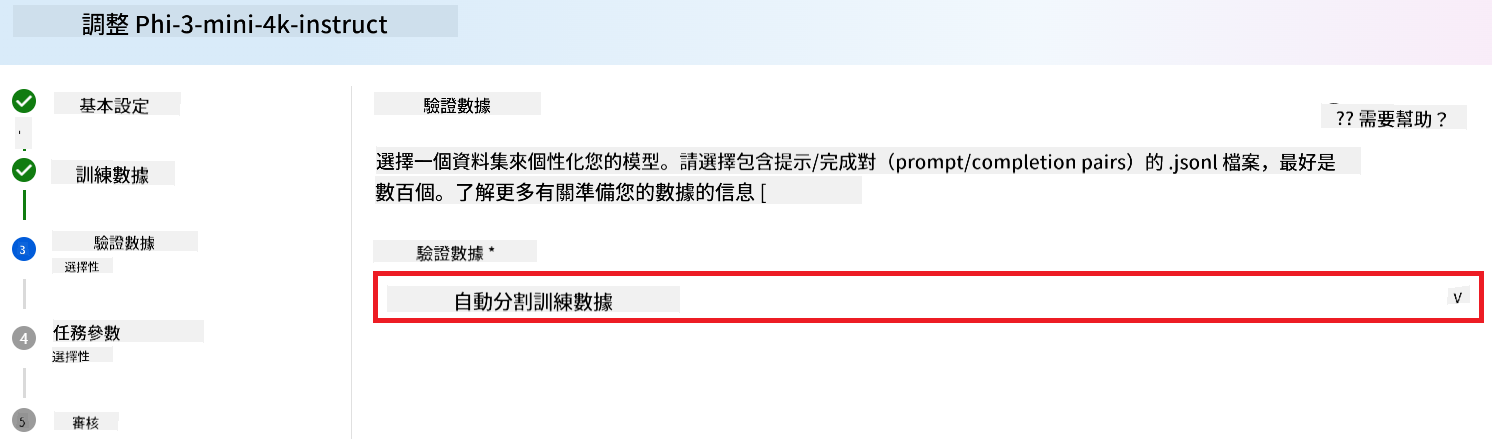 調整 Phi-3-mini-4k-instruct
基本設定
訓練數據
3
驗證數據
選擇性
4
任務參數
選擇性
5
審核
驗證數據
?? 需要幫助？
選擇一個資料集來個性化您的模型。請選擇包含提示/完成對（prompt/completion pairs）的 .jsonl 檔案，最好是
數百個。了解更多有關準備您的數據的信息 [
驗證數據 *
自動分割訓練數據
V